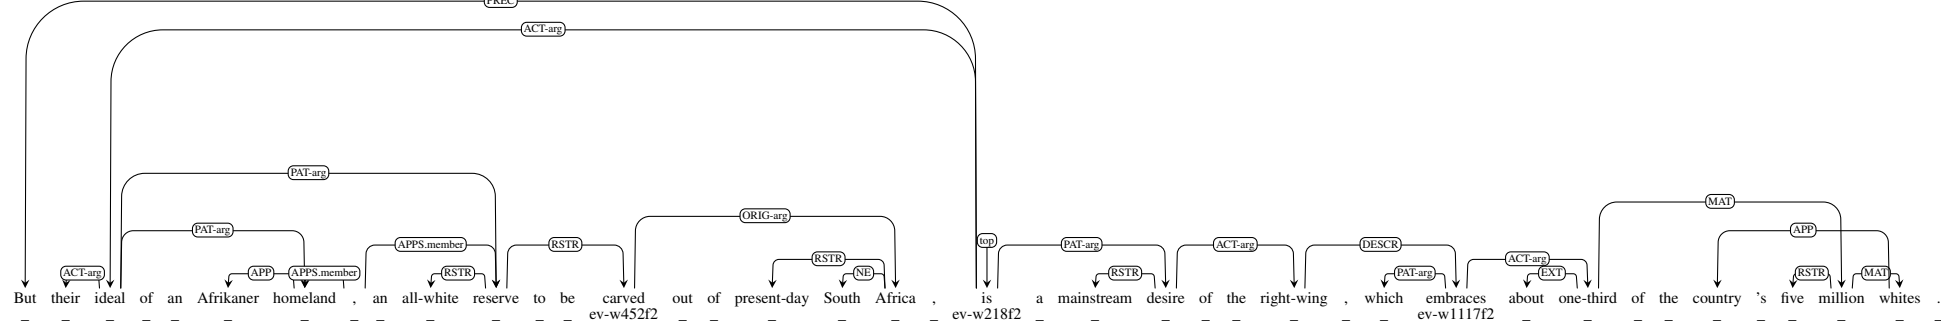 PREC
ACT-arg
PAT-arg
MAT
ORIG-arg
PAT-arg
APP
top
APPS.member
RSTR
PAT-arg
ACT-arg
DESCR
RSTR
ACT-arg
ACT-arg
APP
APPS.member
RSTR
NE
RSTR
PAT-arg
EXT
RSTR
MAT
But their ideal of an Afrikaner homeland , an all-white reserve to be carved out of present-day South Africa , is a mainstream desire of the right-wing , which embraces about one-third of the country 's five million whites .
ev-w452f2 ev-w218f2 ev-w1117f2